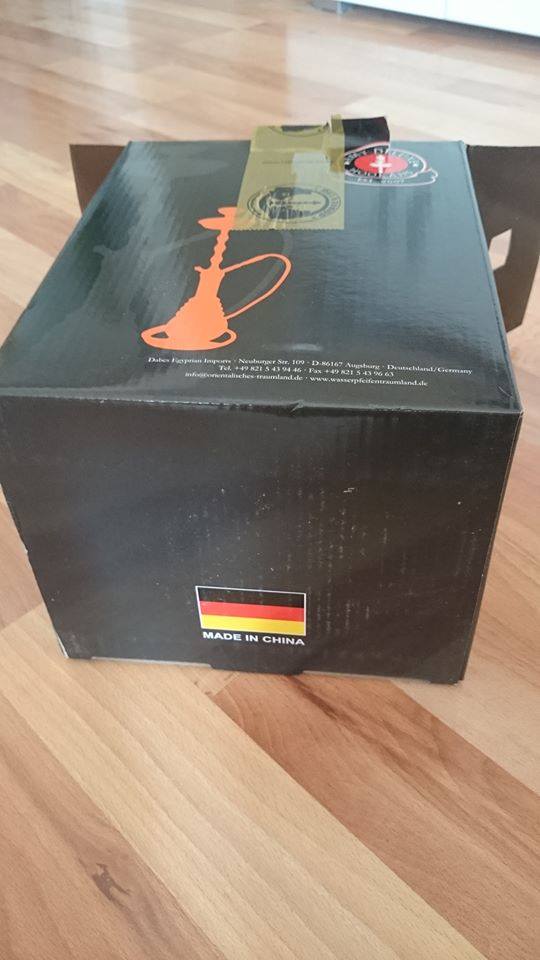 Dabes Egyptian Imports · Neuburger Str. 109 · D-86167 Augsburg · Deutschland/Germany
Tel. +49 821 5 43 94 46 · Fax +49 821 5 43 96 63
info@orientalisches-traumland.de · www.wasserpfeifentraumland.de
MADE IN CHINA